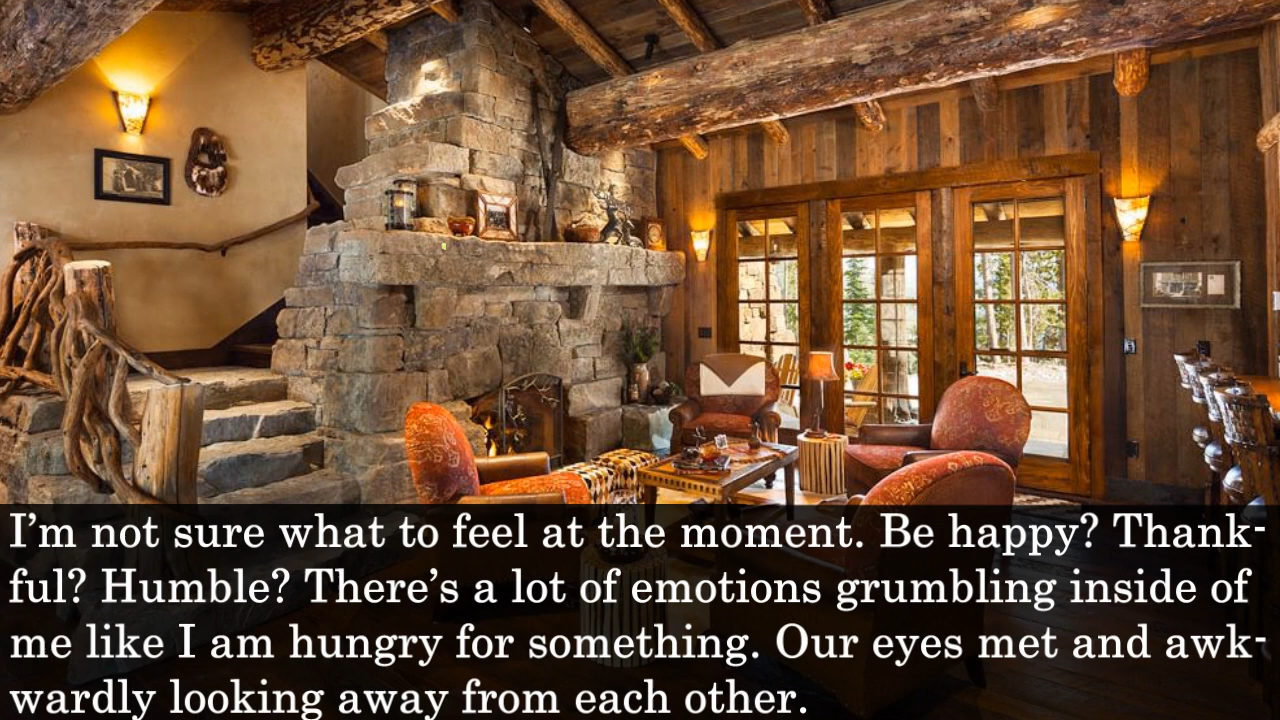 I’m not sure what to feel at the moment. Be happy? Thank-
ful? Humble? There’s a lot of emotions grumbling inside of
me like I am hungry for something. Our eyes met and awk-
wardly looking away from each other.